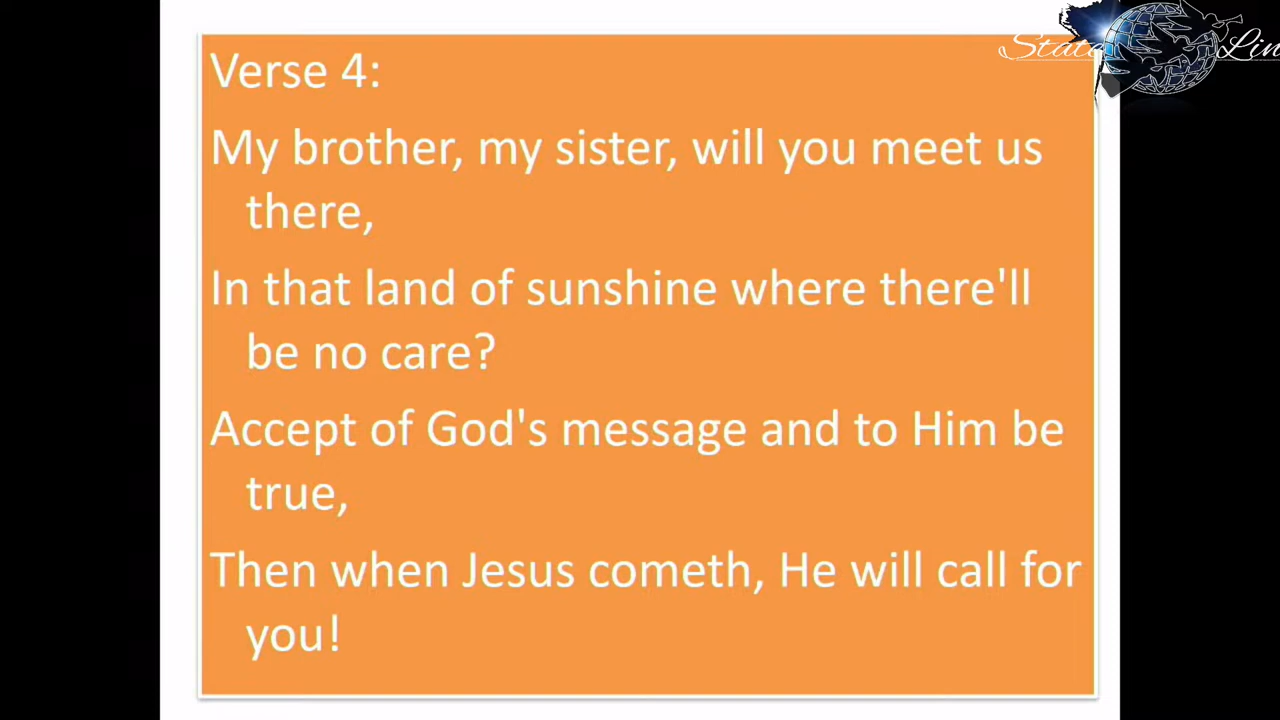 State Lin
Verse 4:
My brother, my sister, will you meet us
there,
In that land of sunshine where there'll
be no care?
Accept of God's message and to Him be
true,
Then when Jesus cometh, He will call for
you!